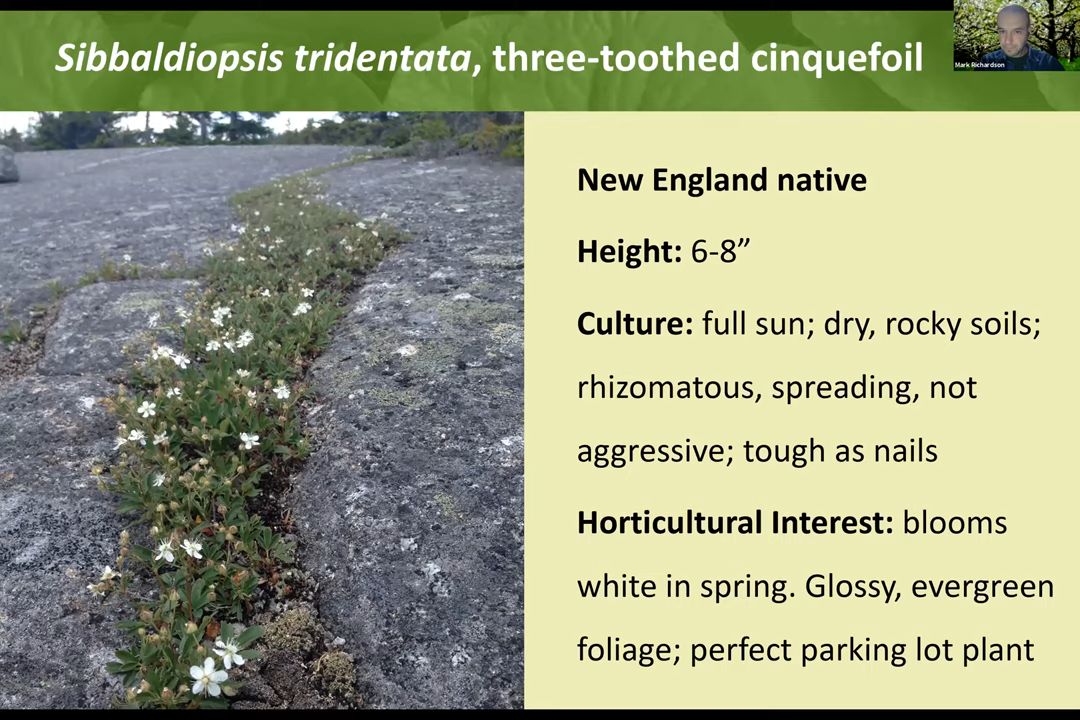 Sibbaldiopsis tridentata, three-toothed cinquefoil
Mark Richardson
New England native
Height: 6-8”
Culture: full sun; dry, rocky soils;
rhizomatous, spreading, not
aggressive; tough as nails
Horticultural Interest: blooms
white in spring. Glossy, evergreen
foliage; perfect parking lot plant